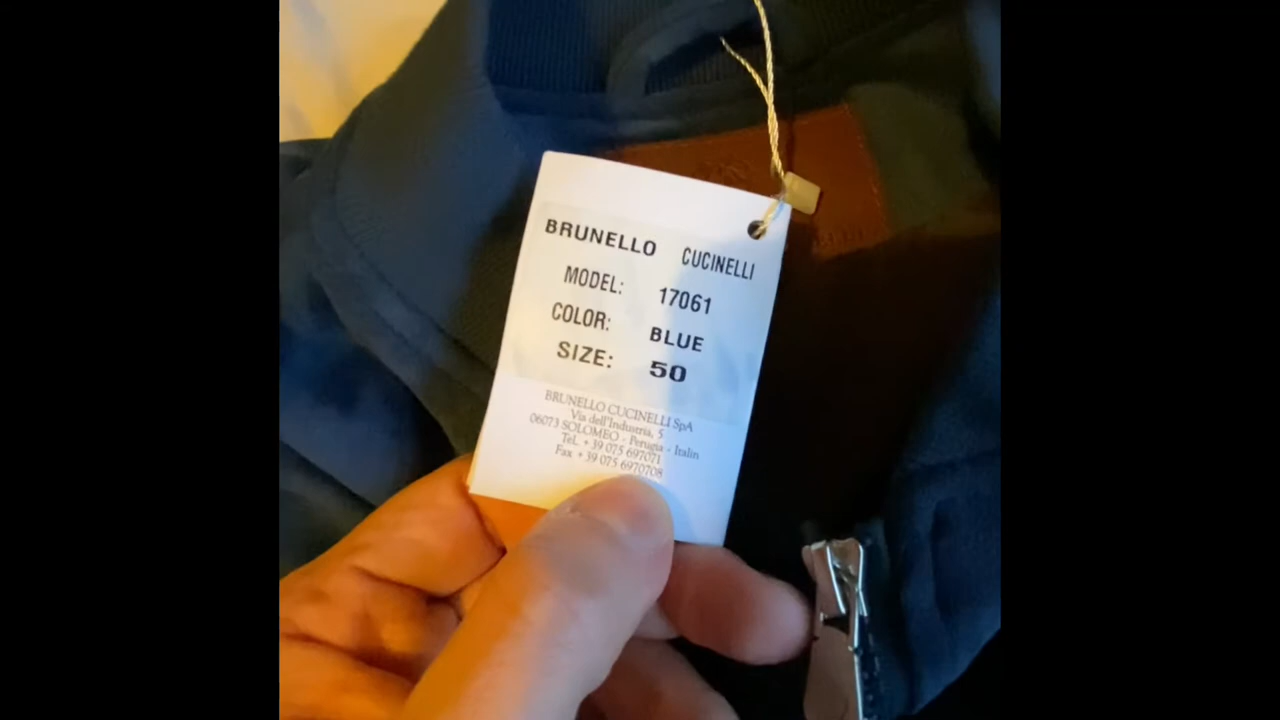 BRUNELLO CUCINELLI
MODEL: 17061
COLOR: BLUE
SIZE: 50
BRUNELLO CUCINELLI SpA
Via dell'Industria, 5
06073 SOLOMEO - Perugia - Italin
Tel. + 39 075 697071
Fax + 39 075 6970708